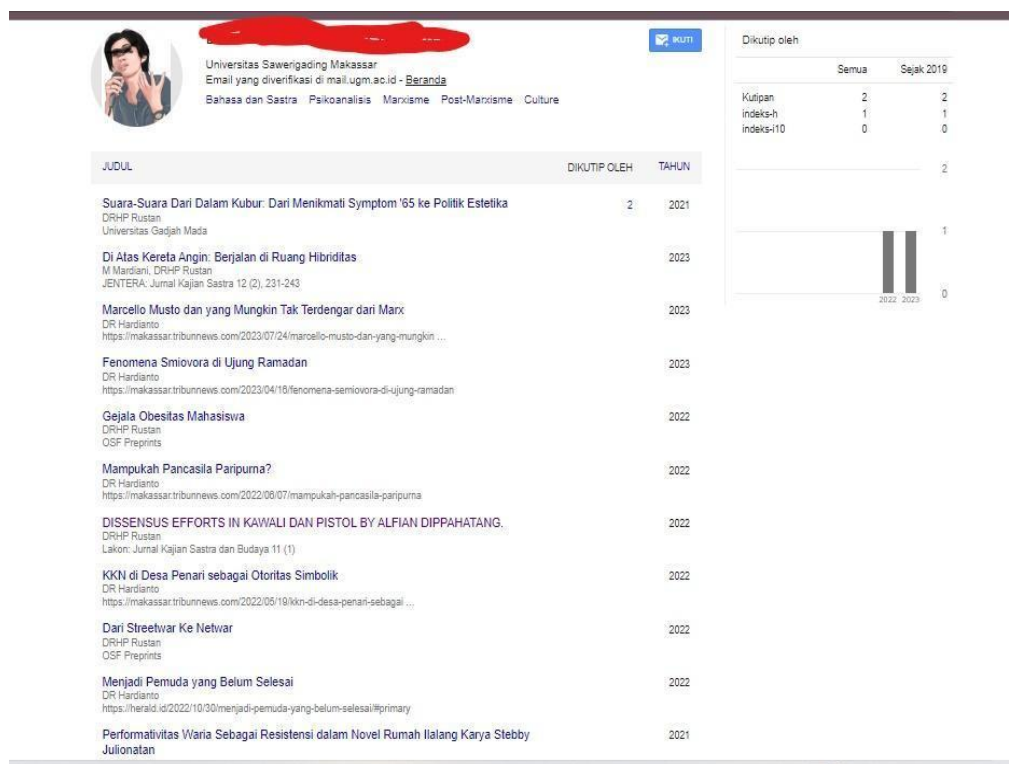 IKUTI
Universitas Sawerigading Makassar
Email yang diverifikasi di mail.ugm.ac.id - Beranda
Bahasa dan Sastra Psikoanalisis Marxisme Post-Marxisme Culture
JUDUL DIKUTIP OLEH TAHUN
Suara-Suara Dari Dalam Kubur: Dari Menikmati Symptom '65 ke Politik Estetika 2 2021
DRHP Rustan
Universitas Gadjah Mada
Di Atas Kereta Angin: Berjalan di Ruang Hibriditas 2023
M Mardiani, DRHP Rustan
JENTERA: Jurnal Kajian Sastra 12 (2), 231-243
Marcello Musto dan yang Mungkin Tak Terdengar dari Marx 2023
DR Hardianto
https://makassar.tribunnews.com/2023/07/24/marcello-musto-dan-yang-mungkin ...
Fenomena Smiovora di Ujung Ramadan 2023
DR Hardianto
https://makassar.tribunnews.com/2023/04/16/fenomena-semiovora-di-ujung-ramadan
Gejala Obesitas Mahasiswa 2022
DRHP Rustan
OSF Preprints
Mampukah Pancasila Paripurna? 2022
DR Hardianto
https://makassar.tribunnews.com/2022/06/07/mampukah-pancasila-paripurna
DISSENSUS EFFORTS IN KAWALI DAN PISTOL BY ALFIAN DIPPAHATANG. 2022
DRHP Rustan
Lakon: Jurnal Kajian Sastra dan Budaya 11 (1)
KKN di Desa Penari sebagai Otoritas Simbolik 2022
DR Hardianto
https://makassar.tribunnews.com/2022/05/19/kkn-di-desa-penari-sebagai ...
Dari Streetwar Ke Netwar 2022
DRHP Rustan
OSF Preprints
Menjadi Pemuda yang Belum Selesai 2022
DR Hardianto
https://herald.id/2022/10/30/menjadi-pemuda-yang-belum-selesai/#primary
Performativitas Waria Sebagai Resistensi dalam Novel Rumah Ilalang Karya Stebby 2021
Julionatan
Dikutip oleh
Semua Sejak 2019
Kutipan 2 2
indeks-h 1 1
indeks-i10 0 0
2
1
0
2022 2023